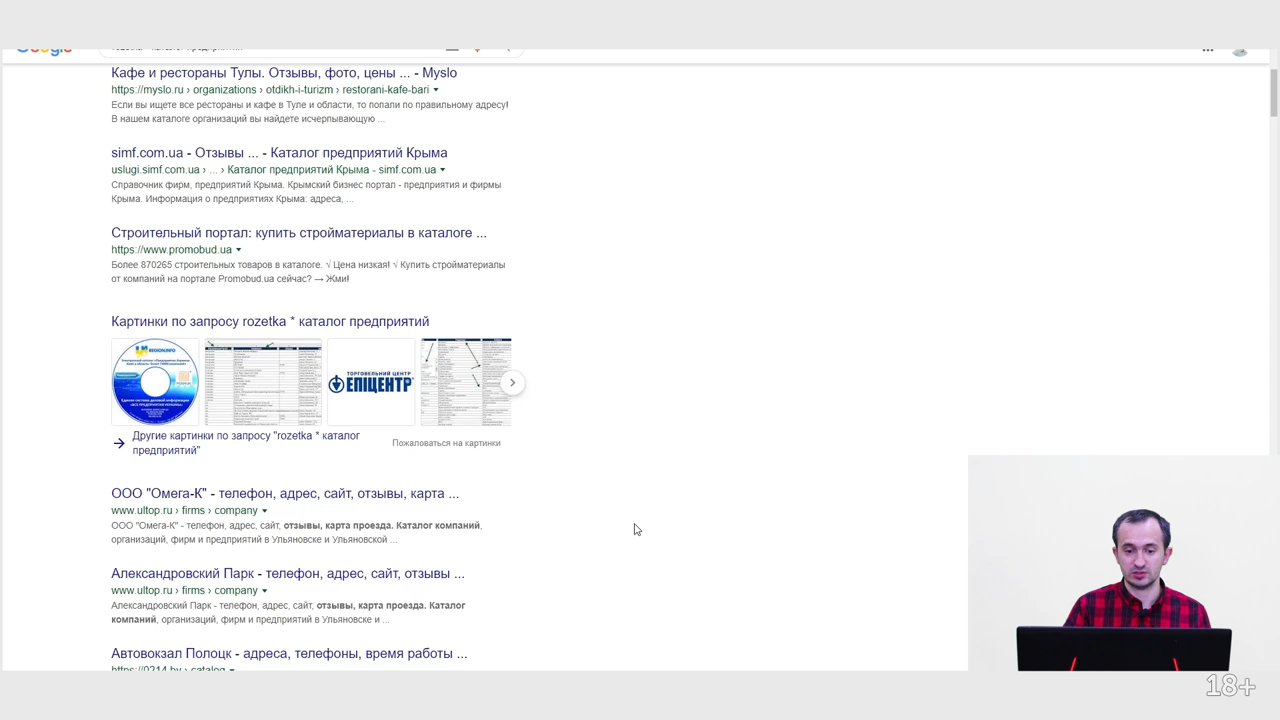 Кафе и рестораны Тулы. Отзывы, фото, цены ... - Myslo
https://myslo.ru › organizations › otdikh-i-turizm › restorani-kafe-bari
Если вы ищете все рестораны и кафе в Туле и области, то попали по правильному адресу!
В нашем каталоге организаций вы найдете исчерпывающую ...
simf.com.ua - Отзывы ... - Каталог предприятий Крыма
uslugi.simf.com.ua › ... › Каталог предприятий Крыма - simf.com.ua
Справочник фирм, предприятий Крыма. Крымский бизнес портал - предприятия и фирмы
Крыма. Информация о предприятиях Крыма: адреса, ...
Строительный портал: купить стройматериалы в каталоге ...
https://www.promobud.ua
Более 870265 строительных товаров в каталоге. √ Цена низкая! √ Купить стройматериалы
от компаний на портале Promobud.ua сейчас? → Жми!
Картинки по запросу rozetka * каталог предприятий
ТОРГОВЕЛЬНИЙ ЦЕНТР
ЕПІЦЕНТР
Другие картинки по запросу "rozetka * каталог
предприятий"
Пожаловаться на картинки
ООО "Омега-К" - телефон, адрес, сайт, отзывы, карта ...
www.ultop.ru › firms › company
ООО "Омега-К" - телефон, адрес, сайт, отзывы, карта проезда. Каталог компаний,
организаций, фирм и предприятий в Ульяновске и Ульяновской ...
Александровский Парк - телефон, адрес, сайт, отзывы ...
www.ultop.ru › firms › company
Александровский Парк - телефон, адрес, сайт, отзывы, карта проезда. Каталог
компаний, организаций, фирм и предприятий в Ульяновске и ...
Автовокзал Полоцк - адреса, телефоны, время работы ...
https://0214.by › catalog
18+